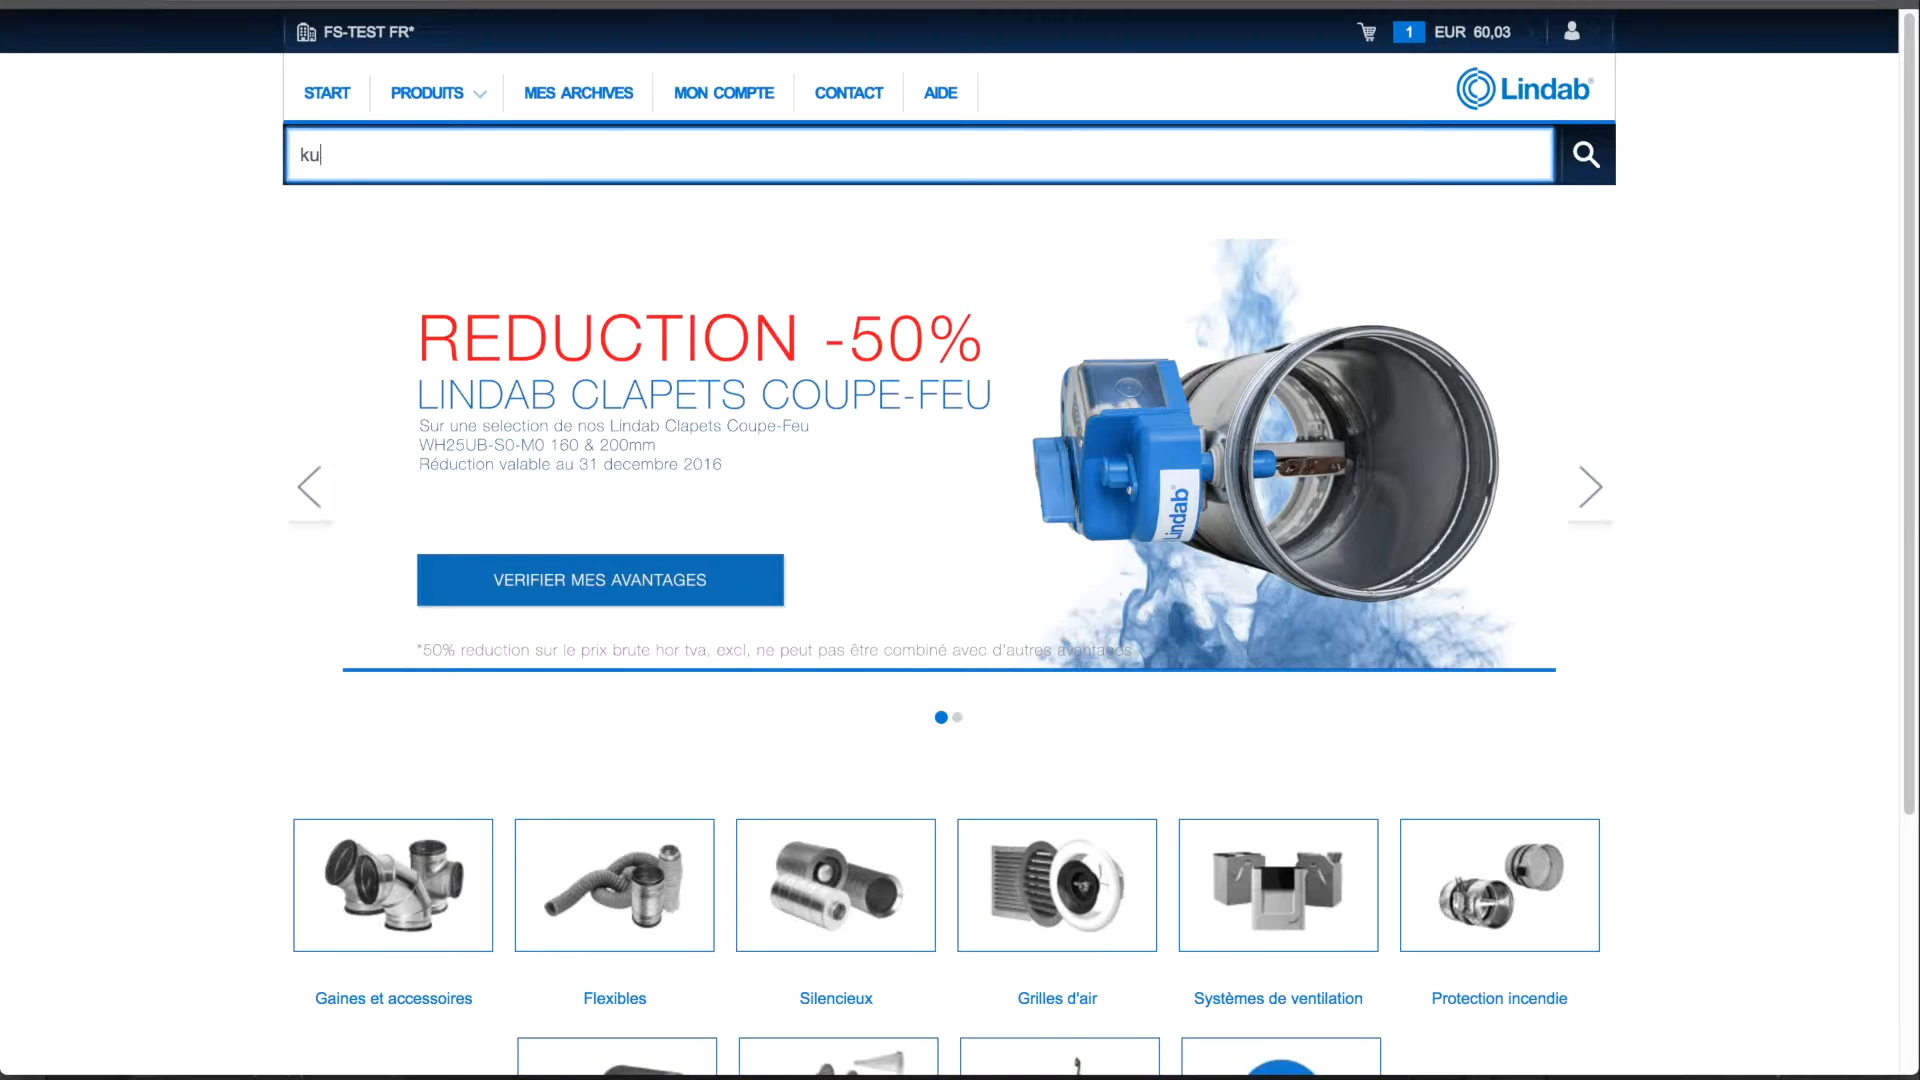 FS-TEST FR*
1 EUR 60,03
START PRODUITS MES ARCHIVES MON COMPTE CONTACT AIDE
Lindab
ku
REDUCTION -50%
LINDAB CLAPETS COUPE-FEU
Sur une selection de nos Lindab Clapets Coupe-Feu
WH25UB-S0-M0 160 & 200mm
Réduction valable au 31 decembre 2016
Lindab
VERIFIER MES AVANTAGES
*50% reduction sur le prix brute hor tva, excl, ne peut pas être combiné avec d'autres avantages
Gaines et accessoires
Flexibles
Silencieux
Grilles d'air
Systèmes de ventilation
Protection incendie